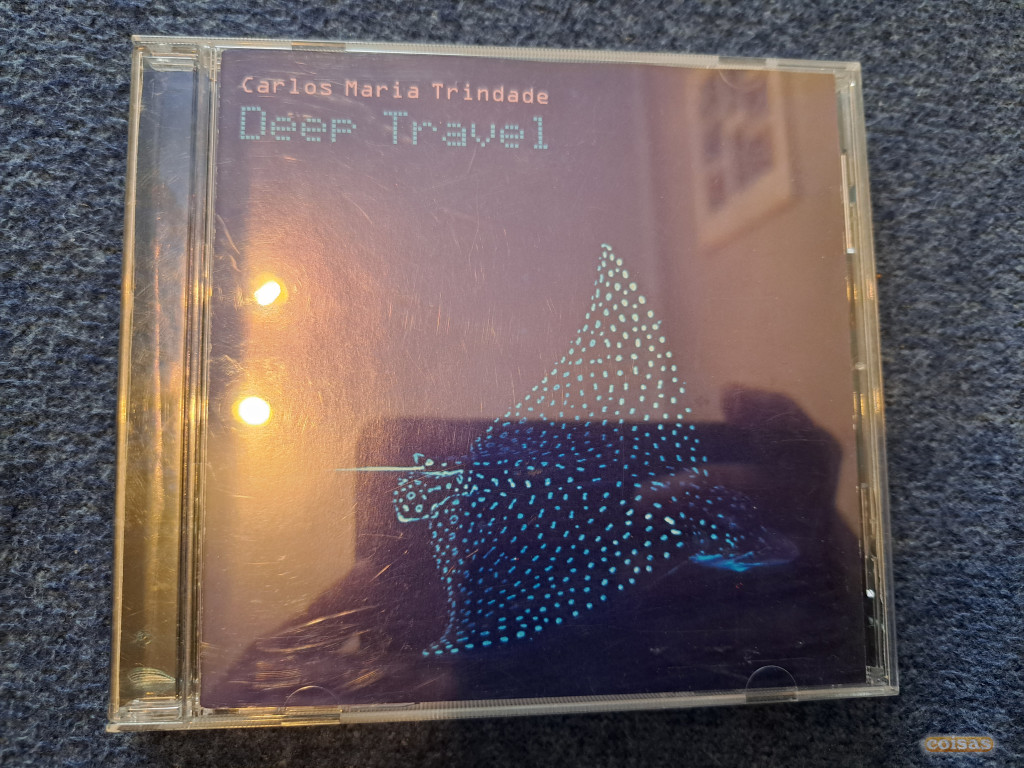 Carlos Maria Trindade
Deep Travel
coisas